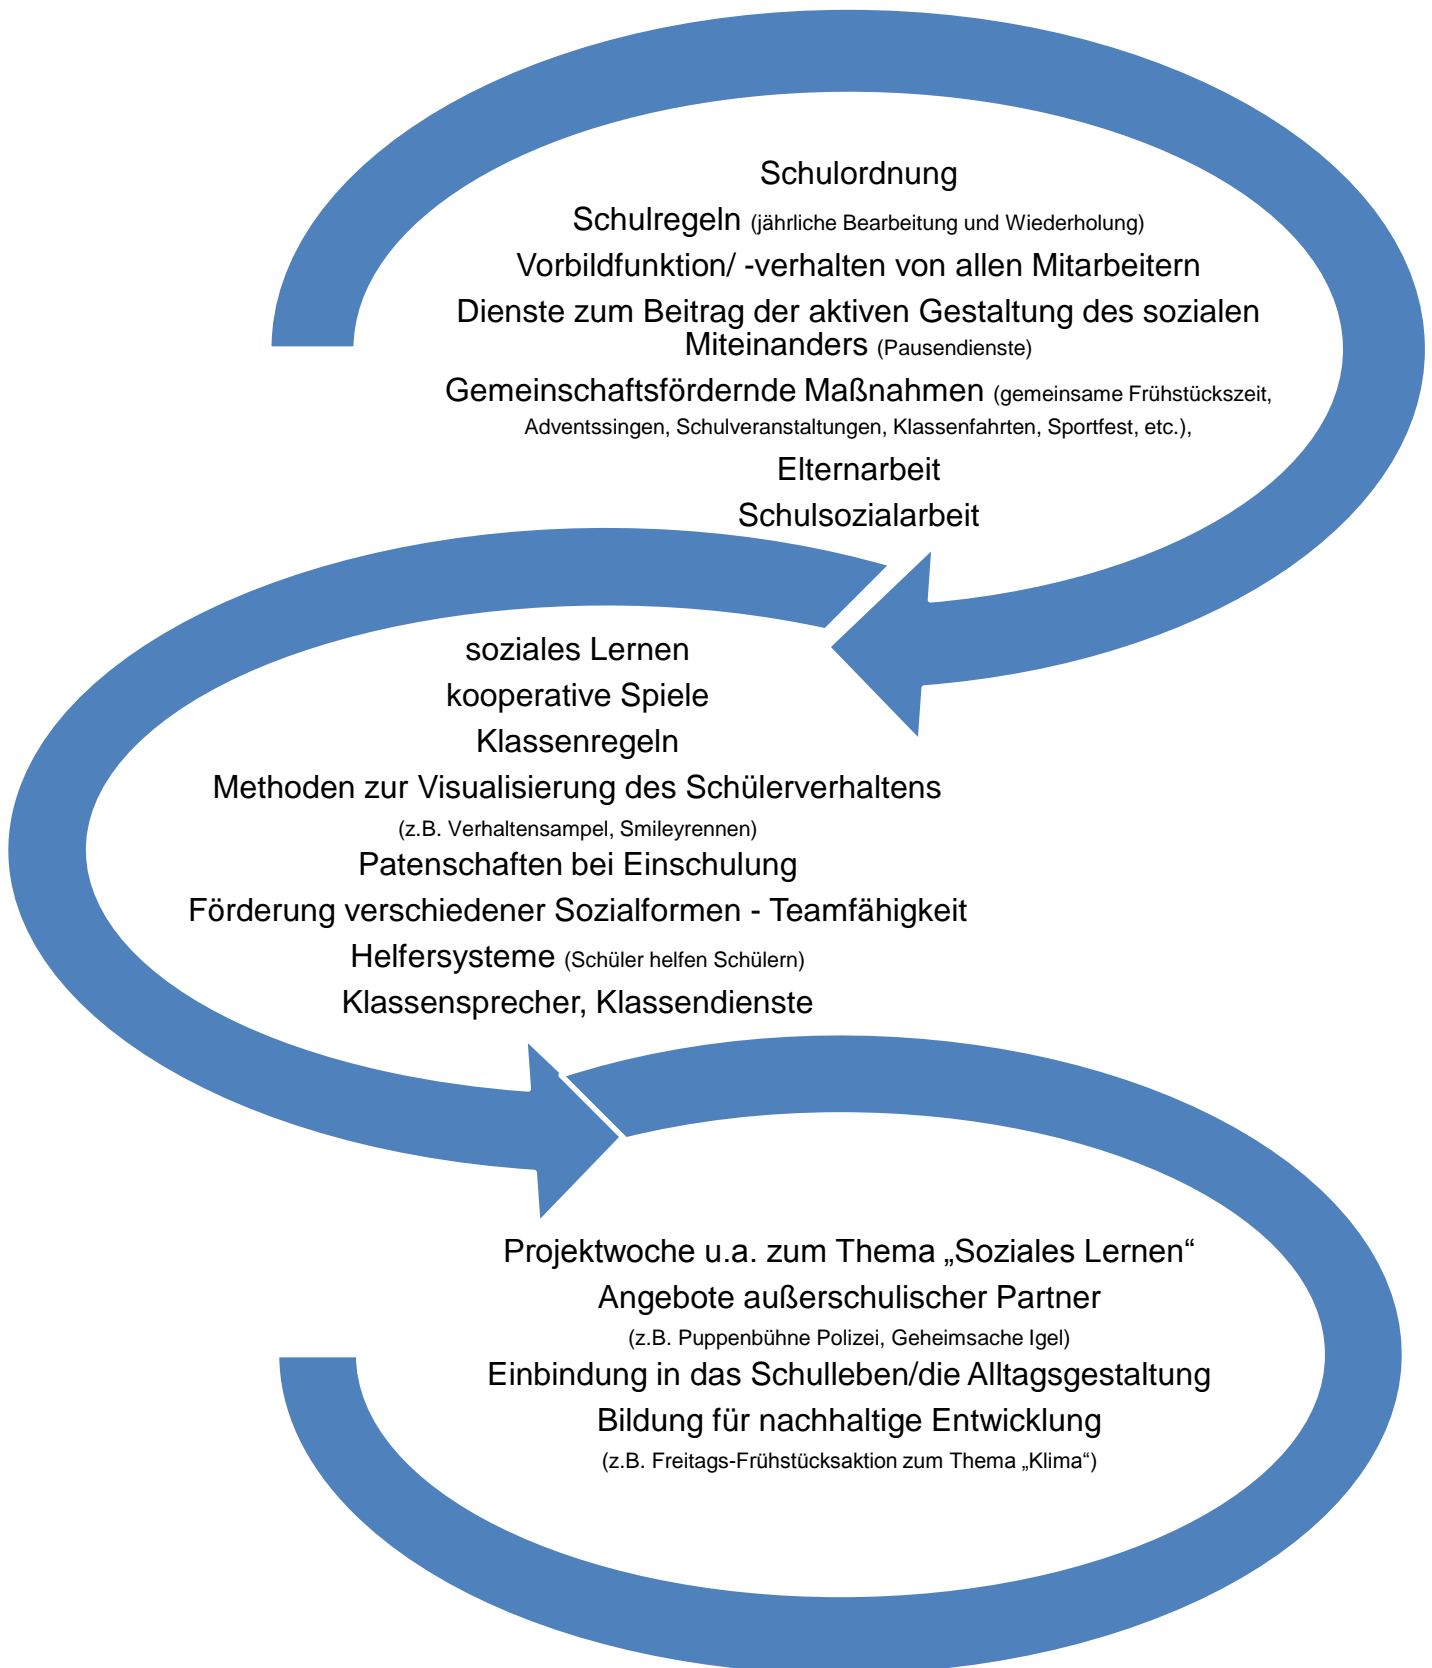 Schulordnung
Schulregeln (jährliche Bearbeitung und Wiederholung)
Vorbildfunktion/ -verhalten von allen Mitarbeitern
Dienste zum Beitrag der aktiven Gestaltung des sozialen
Miteinanders (Pausendienste)
Gemeinschaftsfördernde Maßnahmen (gemeinsame Frühstückszeit,
Adventssingen, Schulveranstaltungen, Klassenfahrten, Sportfest, etc.),
Elternarbeit
Schulsozialarbeit
soziales Lernen
kooperative Spiele
Klassenregeln
Methoden zur Visualisierung des Schülerverhaltens
(z.B. Verhaltensampel, Smileyrennen)
Patenschaften bei Einschulung
Förderung verschiedener Sozialformen - Teamfähigkeit
Helfersysteme (Schüler helfen Schülern)
Klassensprecher, Klassendienste
Projektwoche u.a. zum Thema „Soziales Lernen“
Angebote außerschulischer Partner
(z.B. Puppenbühne Polizei, Geheimsache Igel)
Einbindung in das Schulleben/die Alltagsgestaltung
Bildung für nachhaltige Entwicklung
(z.B. Freitags-Frühstücksaktion zum Thema „Klima“)